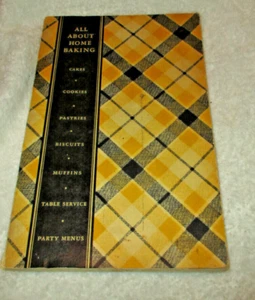 ALL
ABOUT
HOME
BAKING
CAKES
COOKIES
PASTRIES
BISCUITS
MUFFINS
TABLE SERVICE
PARTY MENUS